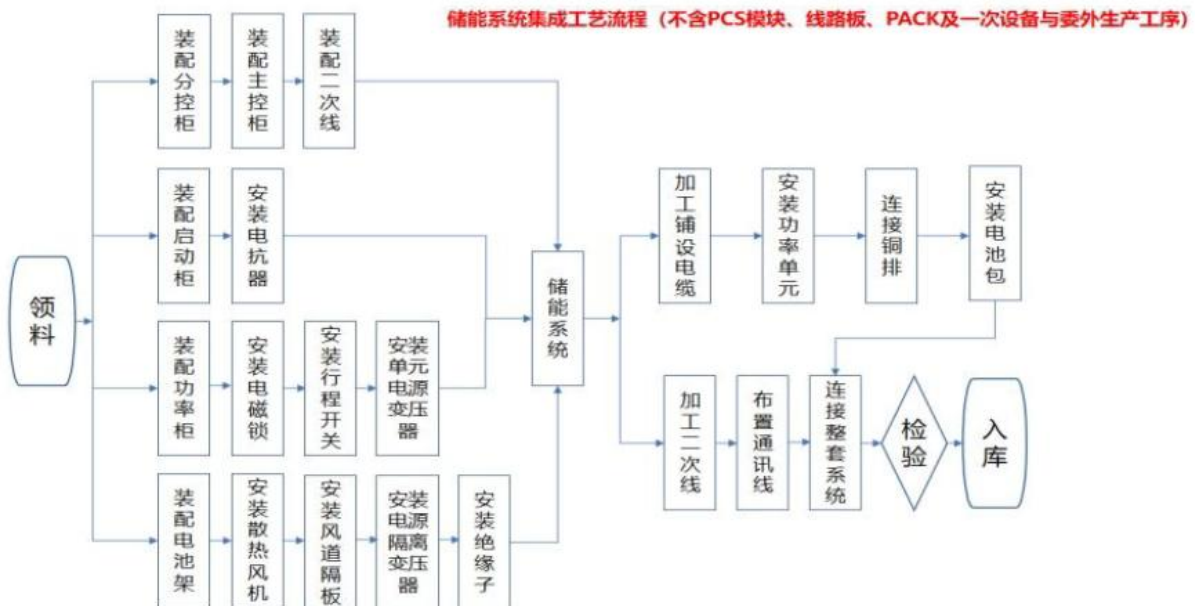 储能系统集成工艺流程（不含PCS模块、线路板、PACK及一次设备与委外生产工序）
领料
装配分控柜
装配主控柜
装配二次线
装配启动柜
安装电抗器
装配功率柜
安装电磁锁
安装行程开关
安装单元电源变压器
装配电池架
安装散热风机
安装风道隔板
安装电源隔离变压器
安装绝缘子
储能系统
加工铺设电缆
安装功率单元
连接铜排
安装电池包
加工二次线
布置通讯线
连接整套系统
检验
入库